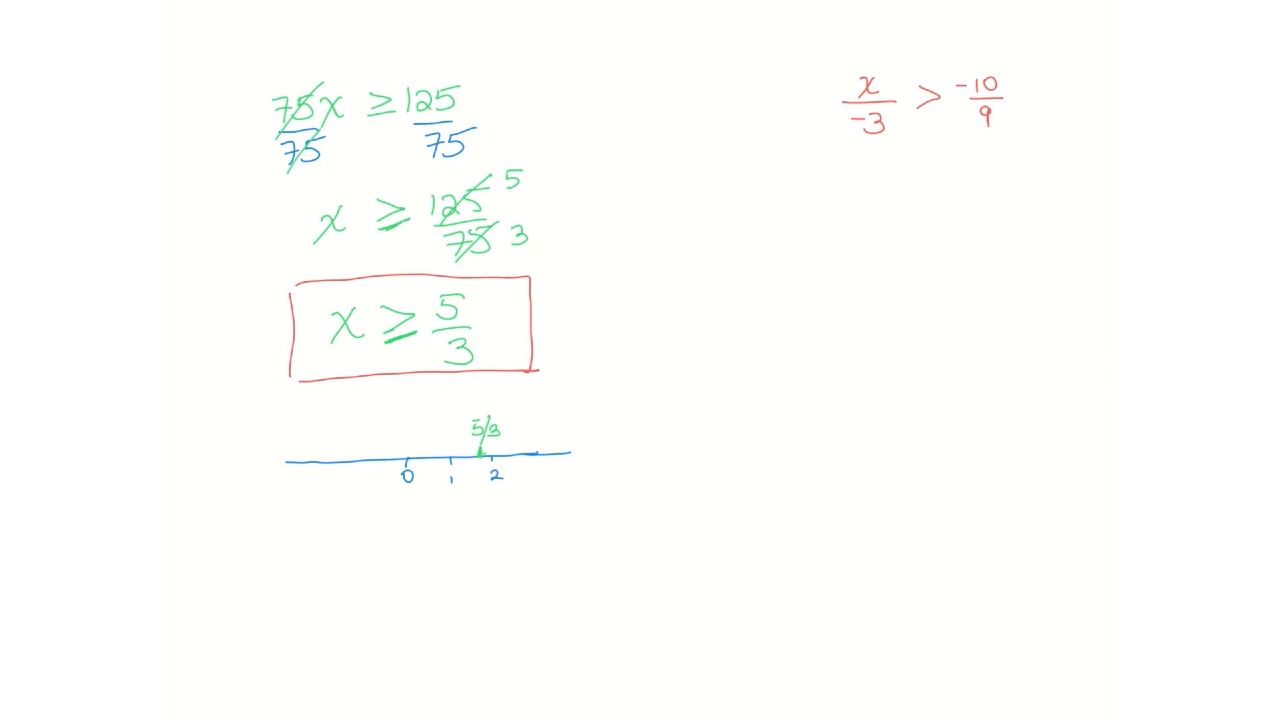 75x ≥ 125
75 75
x ≥ 125/75 5 3
x ≥ 5/3
5/3
0 1 2
x/-3 > -10/9